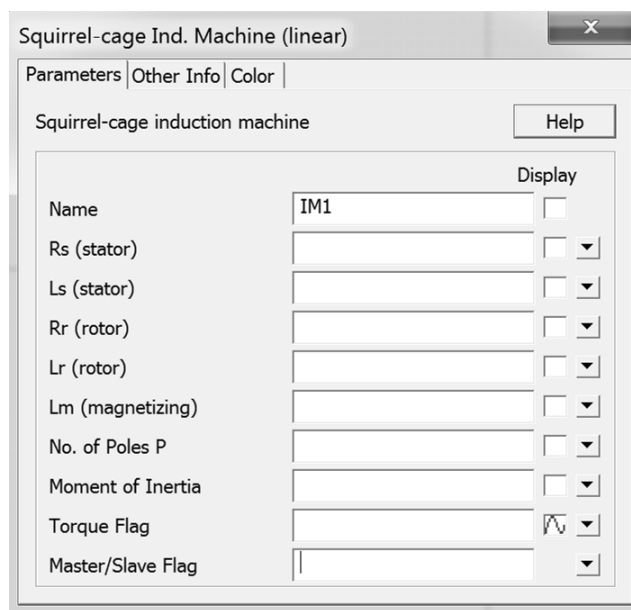 Squirrel-cage Ind. Machine (linear)
x
Parameters Other Info Color
Squirrel-cage induction machine Help
Display
Name IM1
Rs (stator)
Ls (stator)
Rr (rotor)
Lr (rotor)
Lm (magnetizing)
No. of Poles P
Moment of Inertia
Torque Flag
Master/Slave Flag